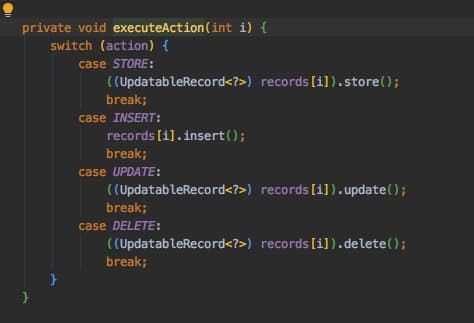 private void executeAction(int i) {
    switch (action) {
        case STORE:
            ((UpdatableRecord<?>) records[i]).store();
            break;
        case INSERT:
            records[i].insert();
            break;
        case UPDATE:
            ((UpdatableRecord<?>) records[i]).update();
            break;
        case DELETE:
            ((UpdatableRecord<?>) records[i]).delete();
            break;
    }
}